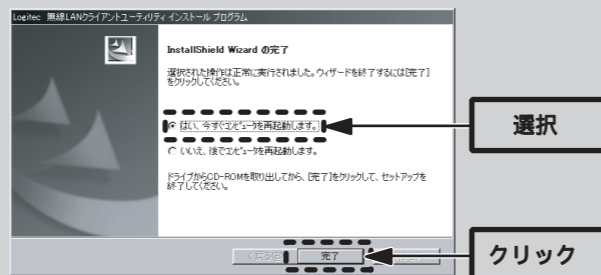 Logitec 無線LANクライアントユーティリティ インストール プログラム
InstallShield Wizard の完了
選択された操作は正常に実行されました。ウィザードを終了するには[完了]
をクリックしてください。
はい、今すぐコンピュータを再起動します。
選択
いいえ、後でコンピュータを再起動します。
ドライブからCD-ROMを取り出してから、[完了]をクリックして、セットアップを
終了してください。
< 戻る(B)
完了
クリック